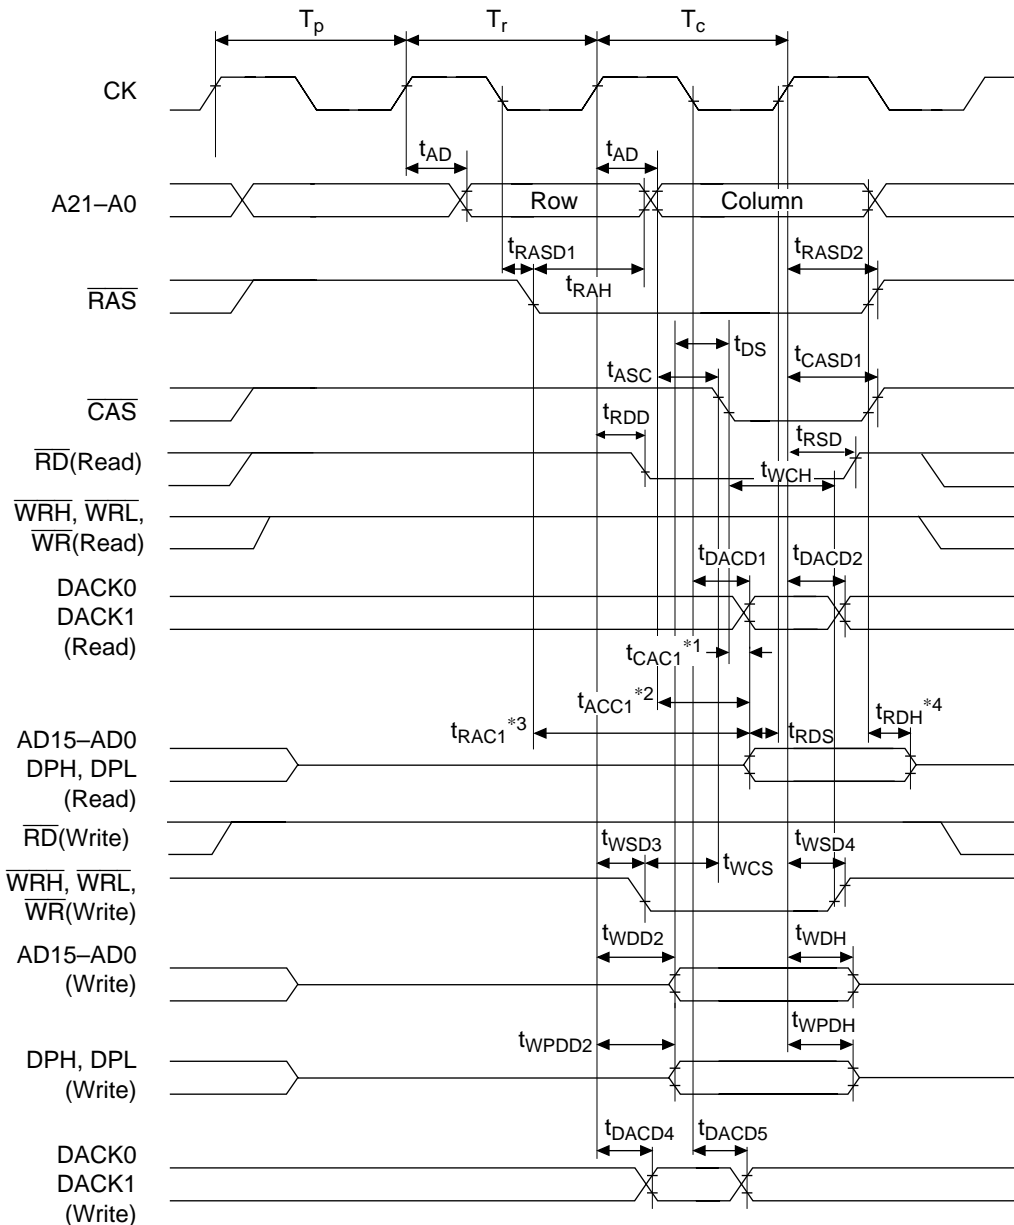 Tp Tr Tc
CK
tAD tAD
A21–A0 Row Column
tRASD1 tRASD2
RAS tRAH
tDS
tASC tCASD1
CAS
tRDD tRSD
RD(Read) tWCH
WRH, WRL,
WR(Read)
DACK0 tDACD1 tDACD2
DACK1
(Read)
tCAC1*1
tACC1*2
tRAC1*3 tRDS tRDH*4
AD15–AD0
DPH, DPL
(Read)
RD(Write)
tWSD3 tWCS tWSD4
WRH, WRL,
WR(Write)
AD15–AD0 tWDD2 tWDH
(Write)
tWPDD2 tWPDH
DPH, DPL
(Write)
tDACD4 tDACD5
DACK0
DACK1
(Write)